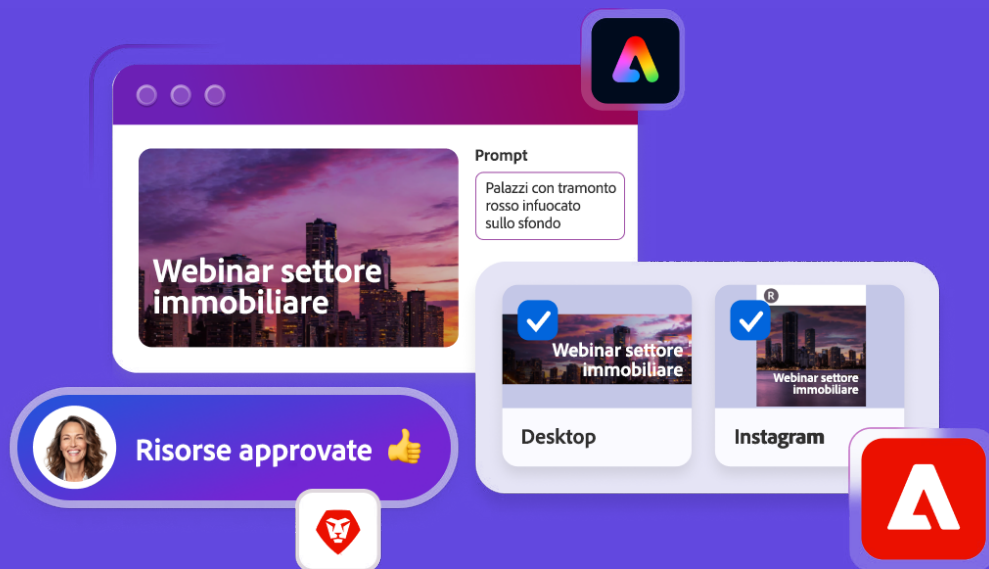 Prompt
Palazzi con tramonto
rosso infuocato
sullo sfondo
Webinar settore
immobiliare
R
Webinar settore
immobiliare
Webinar settore
immobiliare
Desktop
Instagram
Risorse approvate 👍